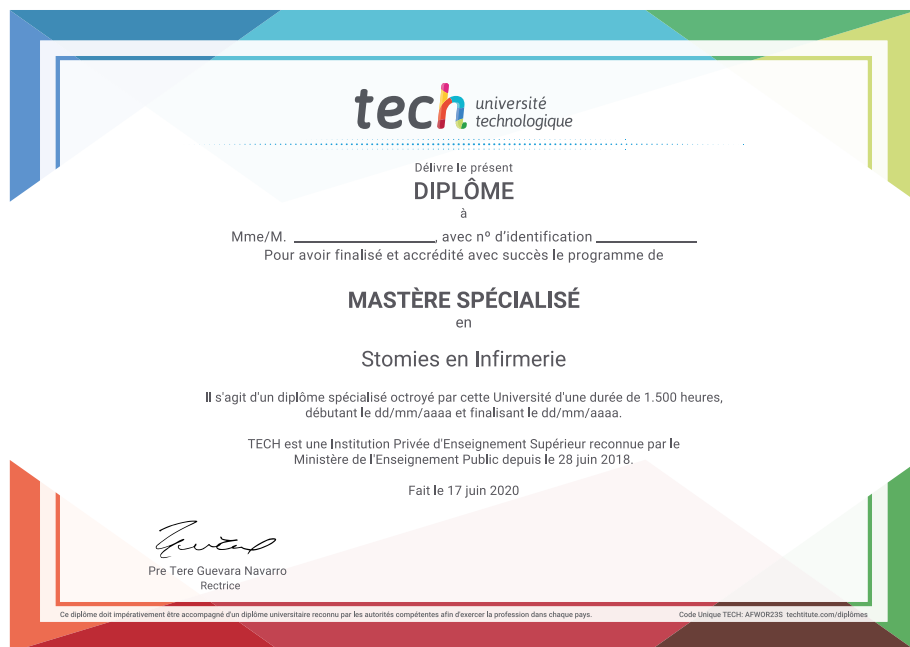 tech université
technologique
Délivre le présent
DIPLÔME
à
Mme/M. ____________________, avec nº d'identification ______________
Pour avoir finalisé et accrédité avec succès le programme de
MASTÈRE SPÉCIALISÉ
en
Stomies en Infirmerie
Il s'agit d'un diplôme spécialisé octroyé par cette Université d'une durée de 1.500 heures,
débutant le dd/mm/aaaa et finalisant le dd/mm/aaaa.
TECH est une Institution Privée d'Enseignement Supérieur reconnue par le
Ministère de l'Enseignement Public depuis le 28 juin 2018.
Fait le 17 juin 2020
Pre Tere Guevara Navarro
Rectrice
Ce diplôme doit impérativement être accompagné d'un diplôme universitaire reconnu par les autorités compétentes afin d'exercer la profession dans chaque pays.
Code Unique TECH: AFWOR23S techtitute.com/diplômes